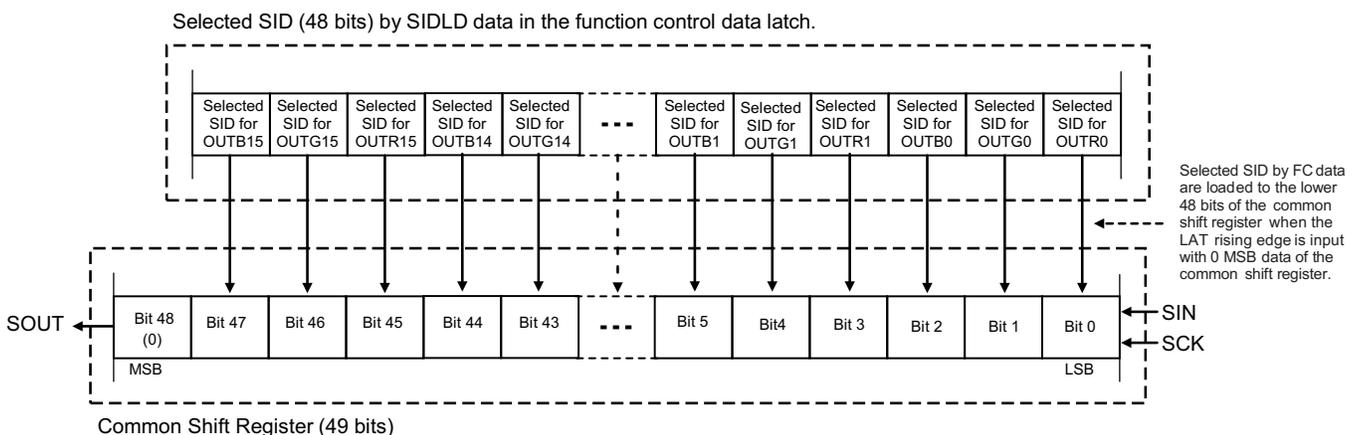 Selected SID (48 bits) by SIDLD data in the function control data latch.
Selected
SID for
OUTB15
Selected
SID for
OUTG15
Selected
SID for
OUTR15
Selected
SID for
OUTB14
Selected
SID for
OUTG14
Selected
SID for
OUTB1
Selected
SID for
OUTG1
Selected
SID for
OUTR1
Selected
SID for
OUTB0
Selected
SID for
OUTG0
Selected
SID for
OUTR0
Selected SID by FC data
are loaded to the lower
48 bits of the common
shift register when the
LAT rising edge is input
with 0 MSB data of the
common shift register.
SOUT
Bit 48
(0)
Bit 47
Bit 46
Bit 45
Bit 44
Bit 43
Bit 5
Bit4
Bit 3
Bit 2
Bit 1
Bit 0
SIN
SCK
MSB
LSB
Common Shift Register (49 bits)